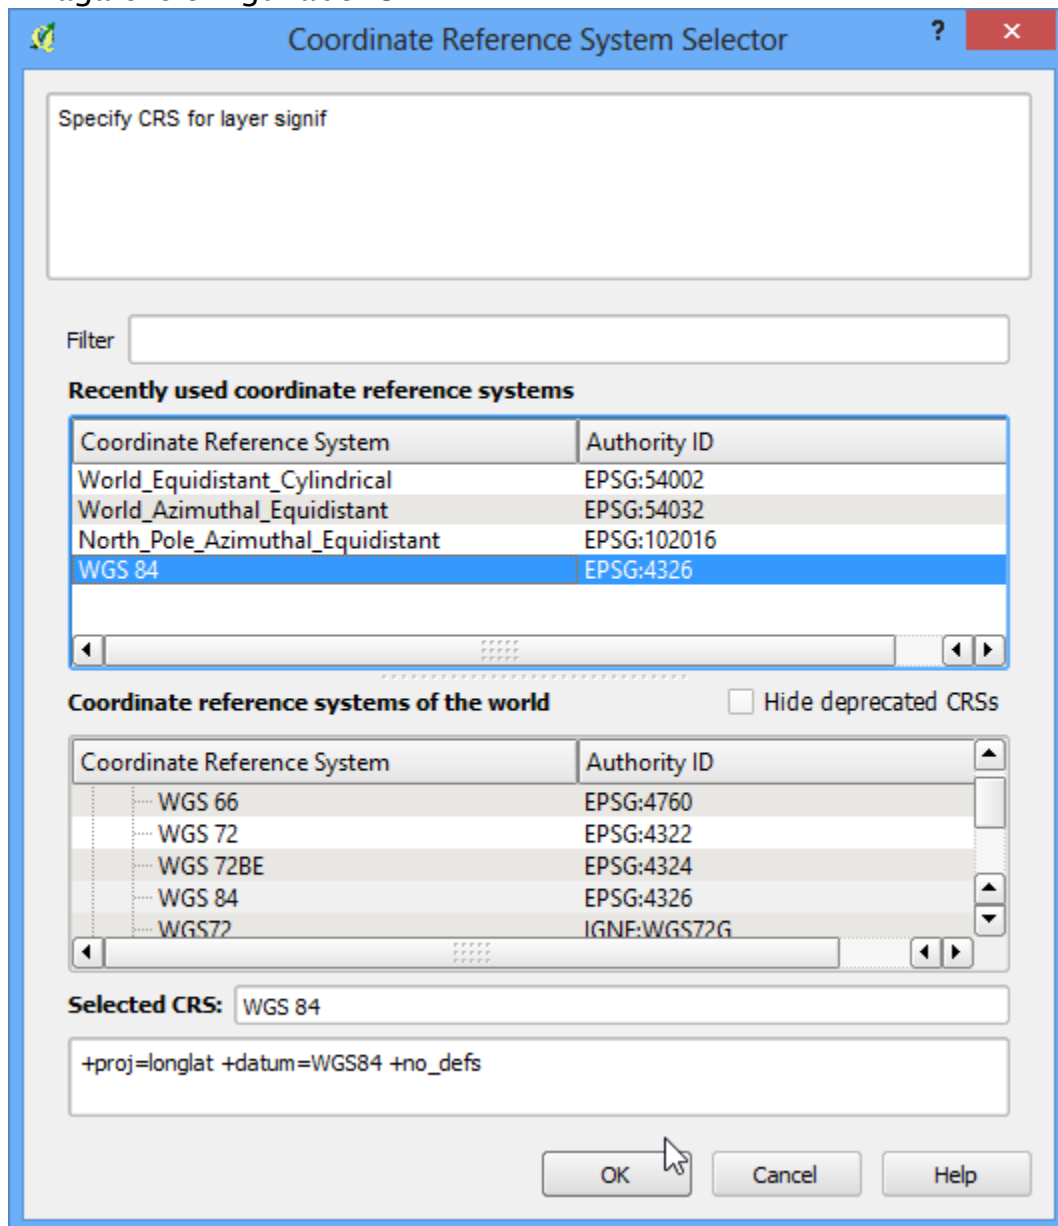 Coordinate Reference System Selector
?
Specify CRS for layer signif
Filter
Recently used coordinate reference systems
Coordinate Reference System Authority ID
World_Equidistant_Cylindrical EPSG:54002
World_Azimuthal_Equidistant EPSG:54032
North_Pole_Azimuthal_Equidistant EPSG:102016
WGS 84 EPSG:4326
Coordinate reference systems of the world Hide deprecated CRSs
Coordinate Reference System Authority ID
WGS 66 EPSG:4760
WGS 72 EPSG:4322
WGS 72BE EPSG:4324
WGS 84 EPSG:4326
WGS72 IGNF:WGS72G
Selected CRS: WGS 84
+proj=longlat +datum=WGS84 +no_defs
OK Cancel Help